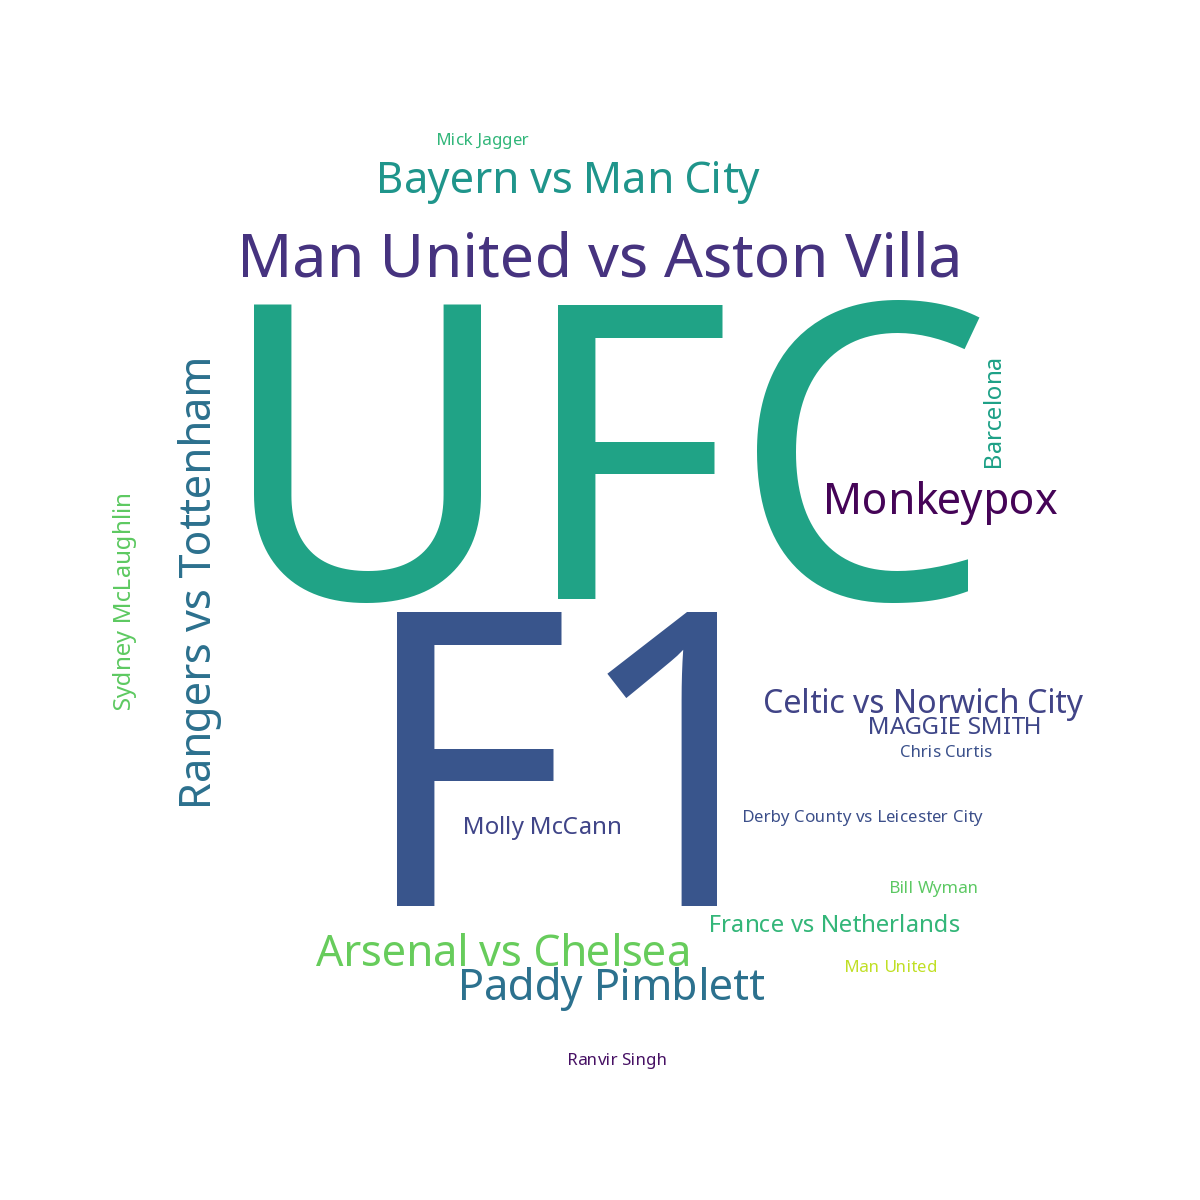 Mick Jagger
Bayern vs Man City
Man United vs Aston Villa
UFC
Barcelona
Monkeypox
Rangers vs Tottenham
Sydney McLaughlin
F1
Celtic vs Norwich City
MAGGIE SMITH
Chris Curtis
Derby County vs Leicester City
Molly McCann
Bill Wyman
France vs Netherlands
Arsenal vs Chelsea
Man United
Paddy Pimblett
Ranvir Singh